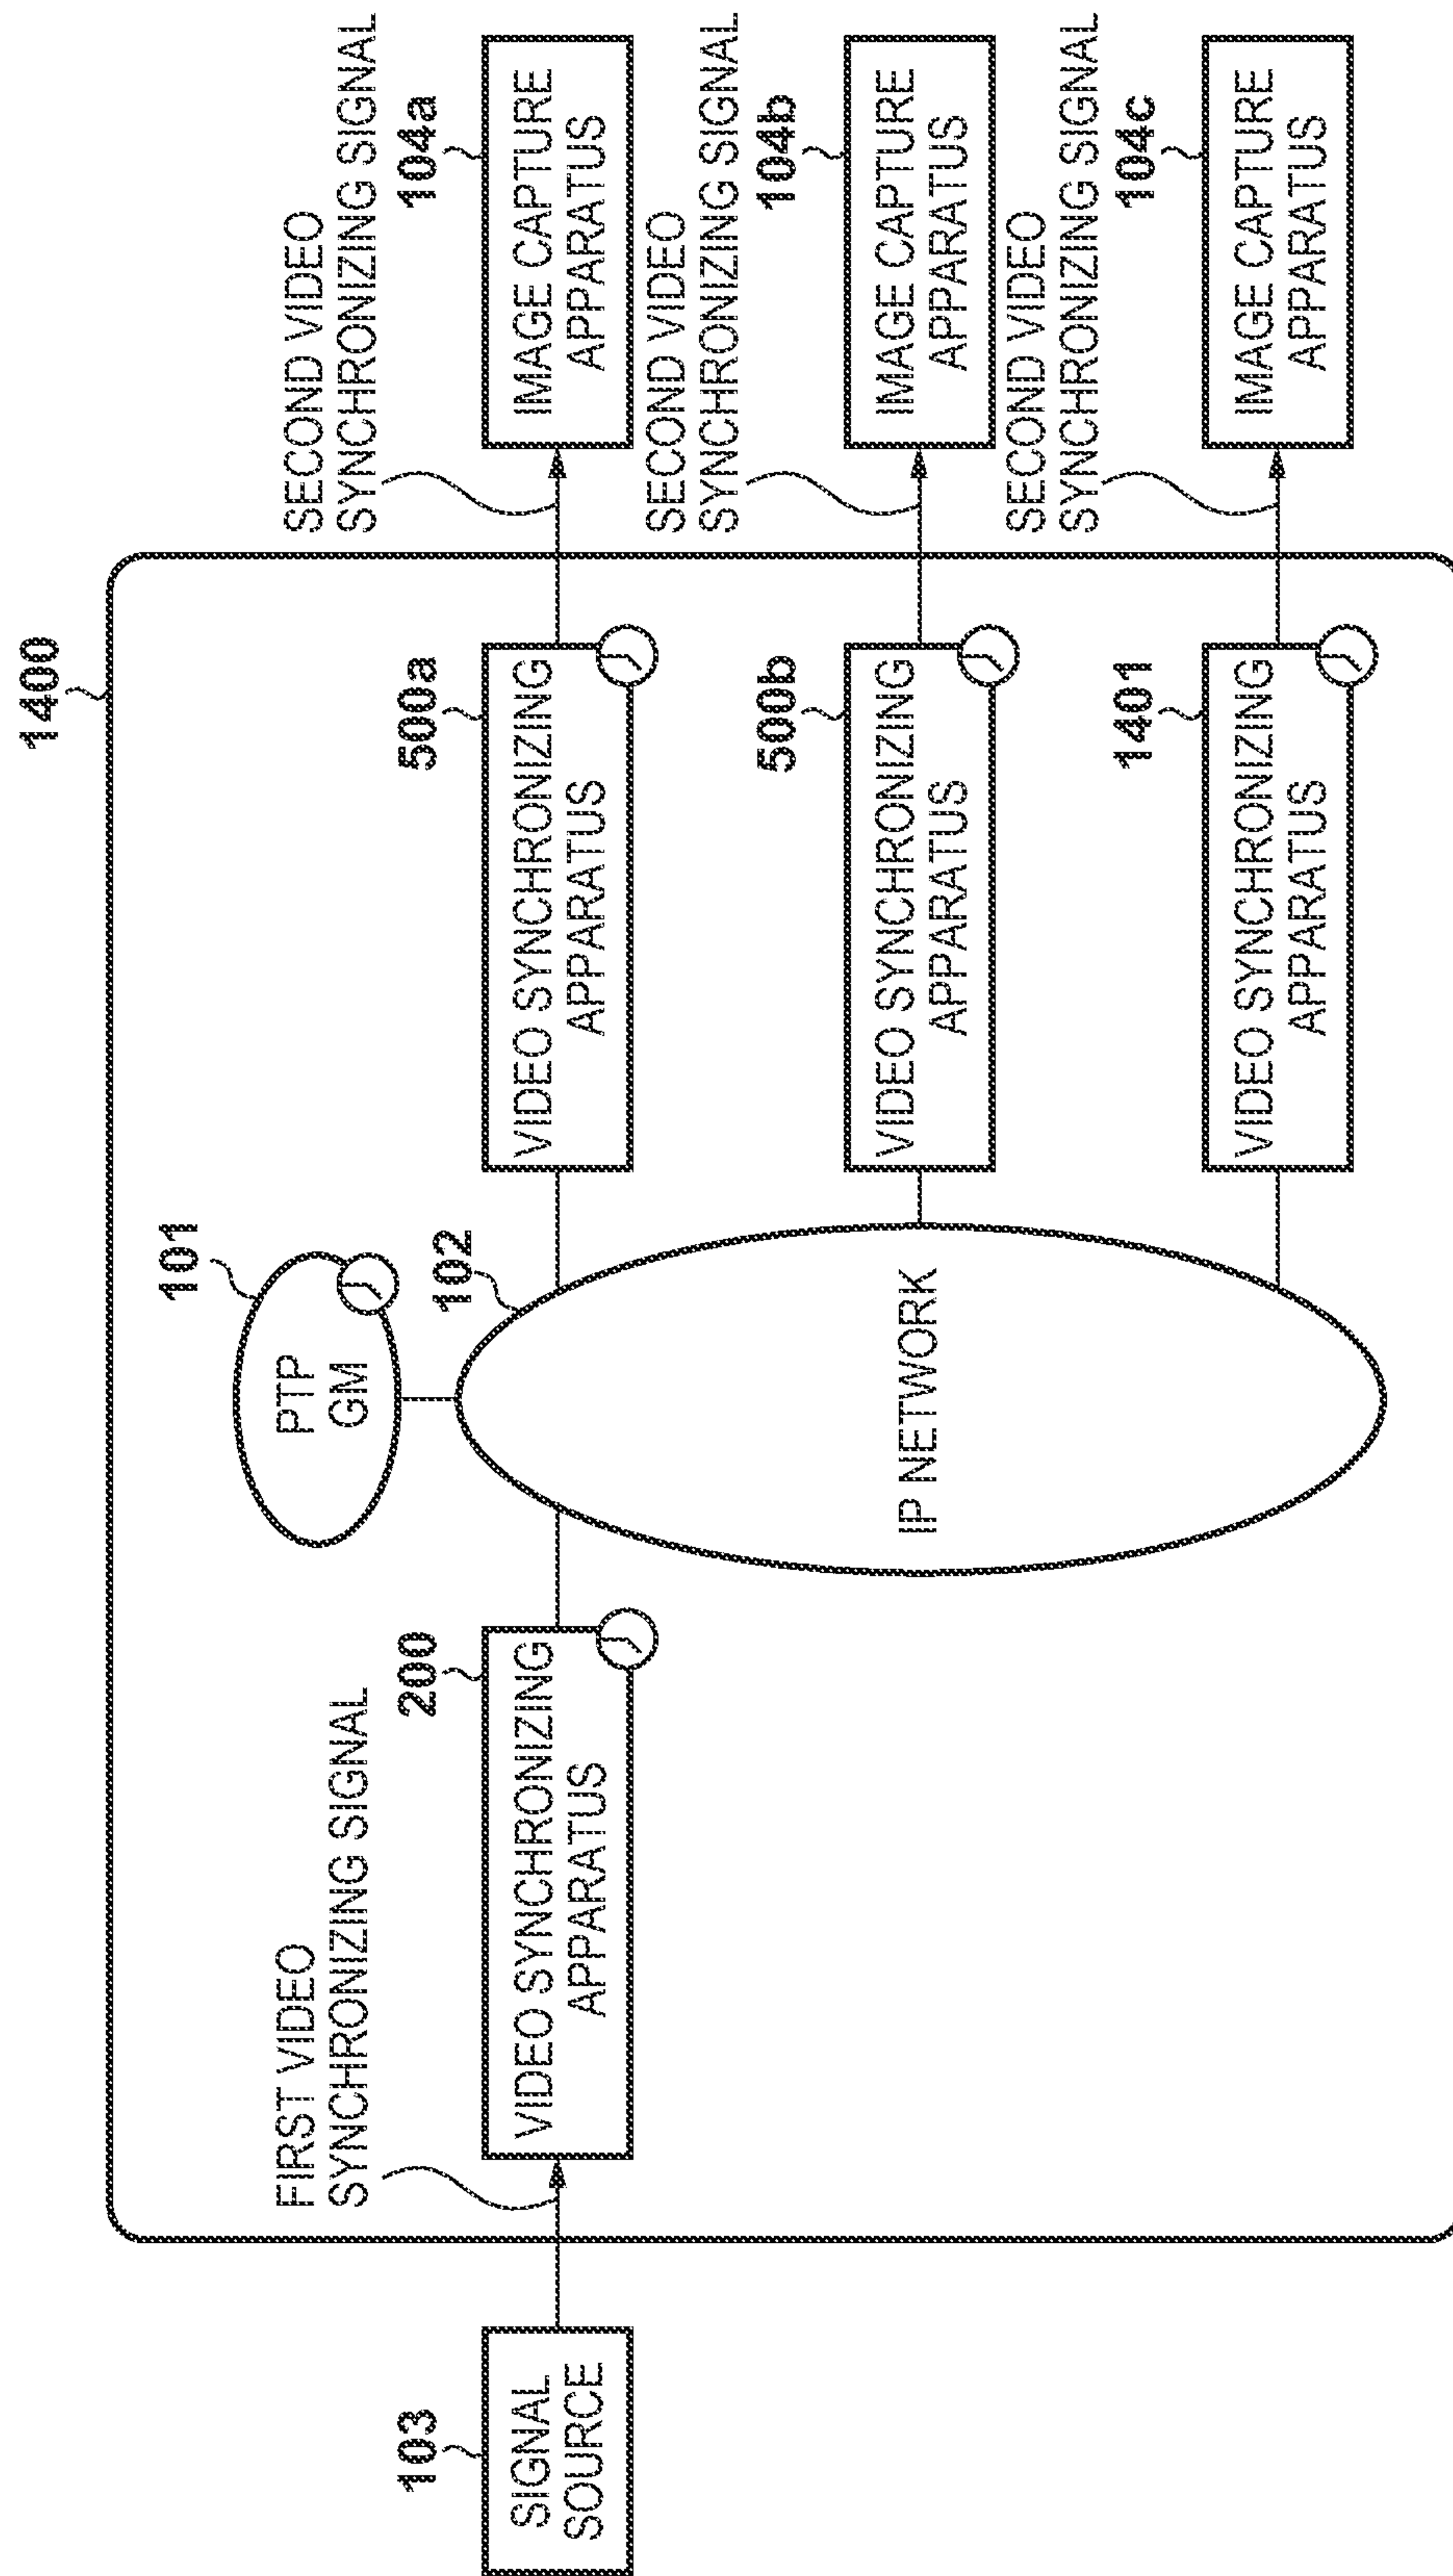 1400
101
PTP
GM
FIRST VIDEO
SYNCHRONIZING SIGNAL
SECOND VIDEO
SYNCHRONIZING SIGNAL
103
SIGNAL
SOURCE
200
VIDEO SYNCHRONIZING
APPARATUS
102
IP NETWORK
500a
VIDEO SYNCHRONIZING
APPARATUS
104a
IMAGE CAPTURE
APPARATUS
SECOND VIDEO
SYNCHRONIZING SIGNAL
500b
VIDEO SYNCHRONIZING
APPARATUS
104b
IMAGE CAPTURE
APPARATUS
SECOND VIDEO
SYNCHRONIZING SIGNAL
1401
VIDEO SYNCHRONIZING
APPARATUS
104c
IMAGE CAPTURE
APPARATUS